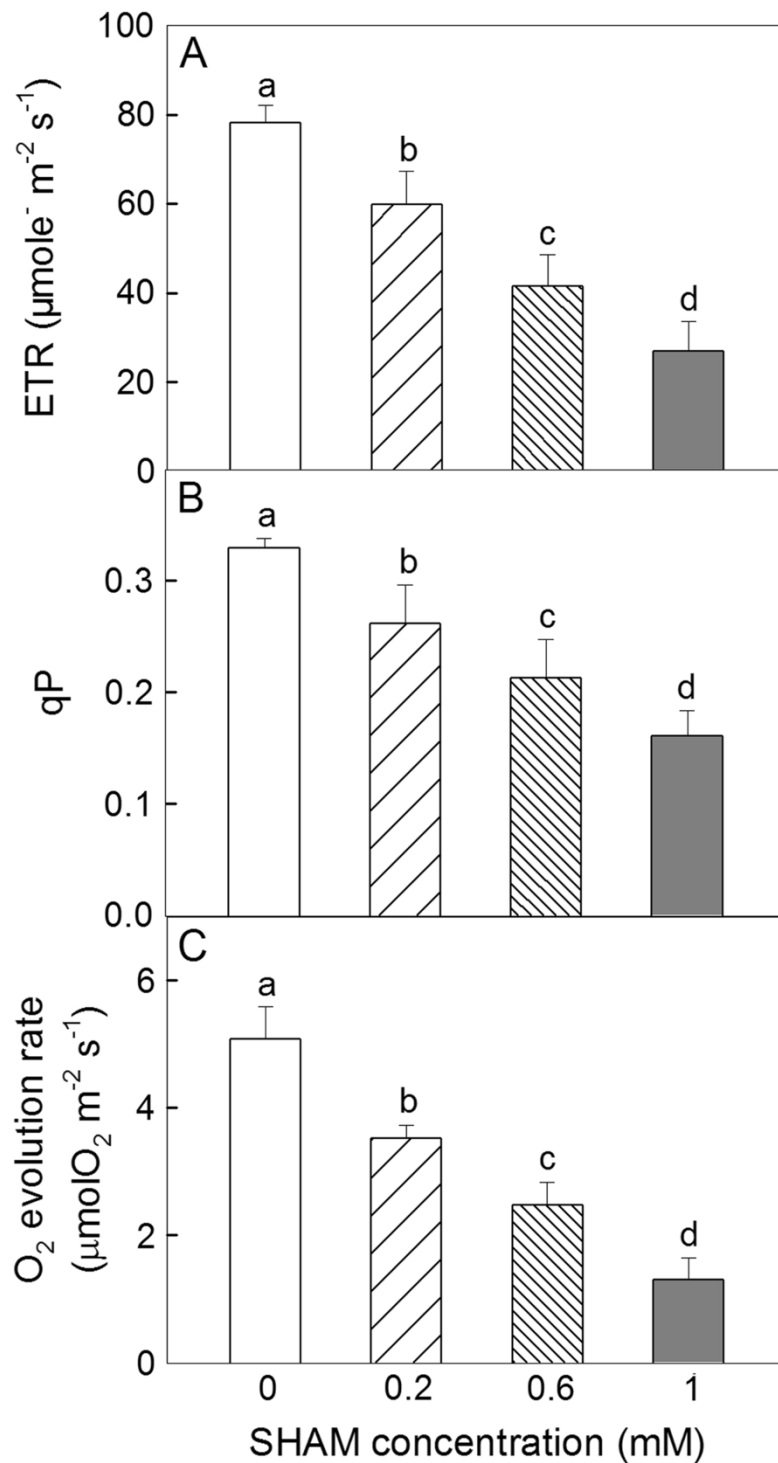 A
ETR (µmole⁻ m⁻² s⁻¹)
100
80
60
40
20
0
a
b
c
d
B
qP
0.3
0.2
0.1
0.0
a
b
c
d
C
O₂ evolution rate
(µmolO₂ m⁻² s⁻¹)
6
4
2
0
a
b
c
d
0 0.2 0.6 1
SHAM concentration (mM)